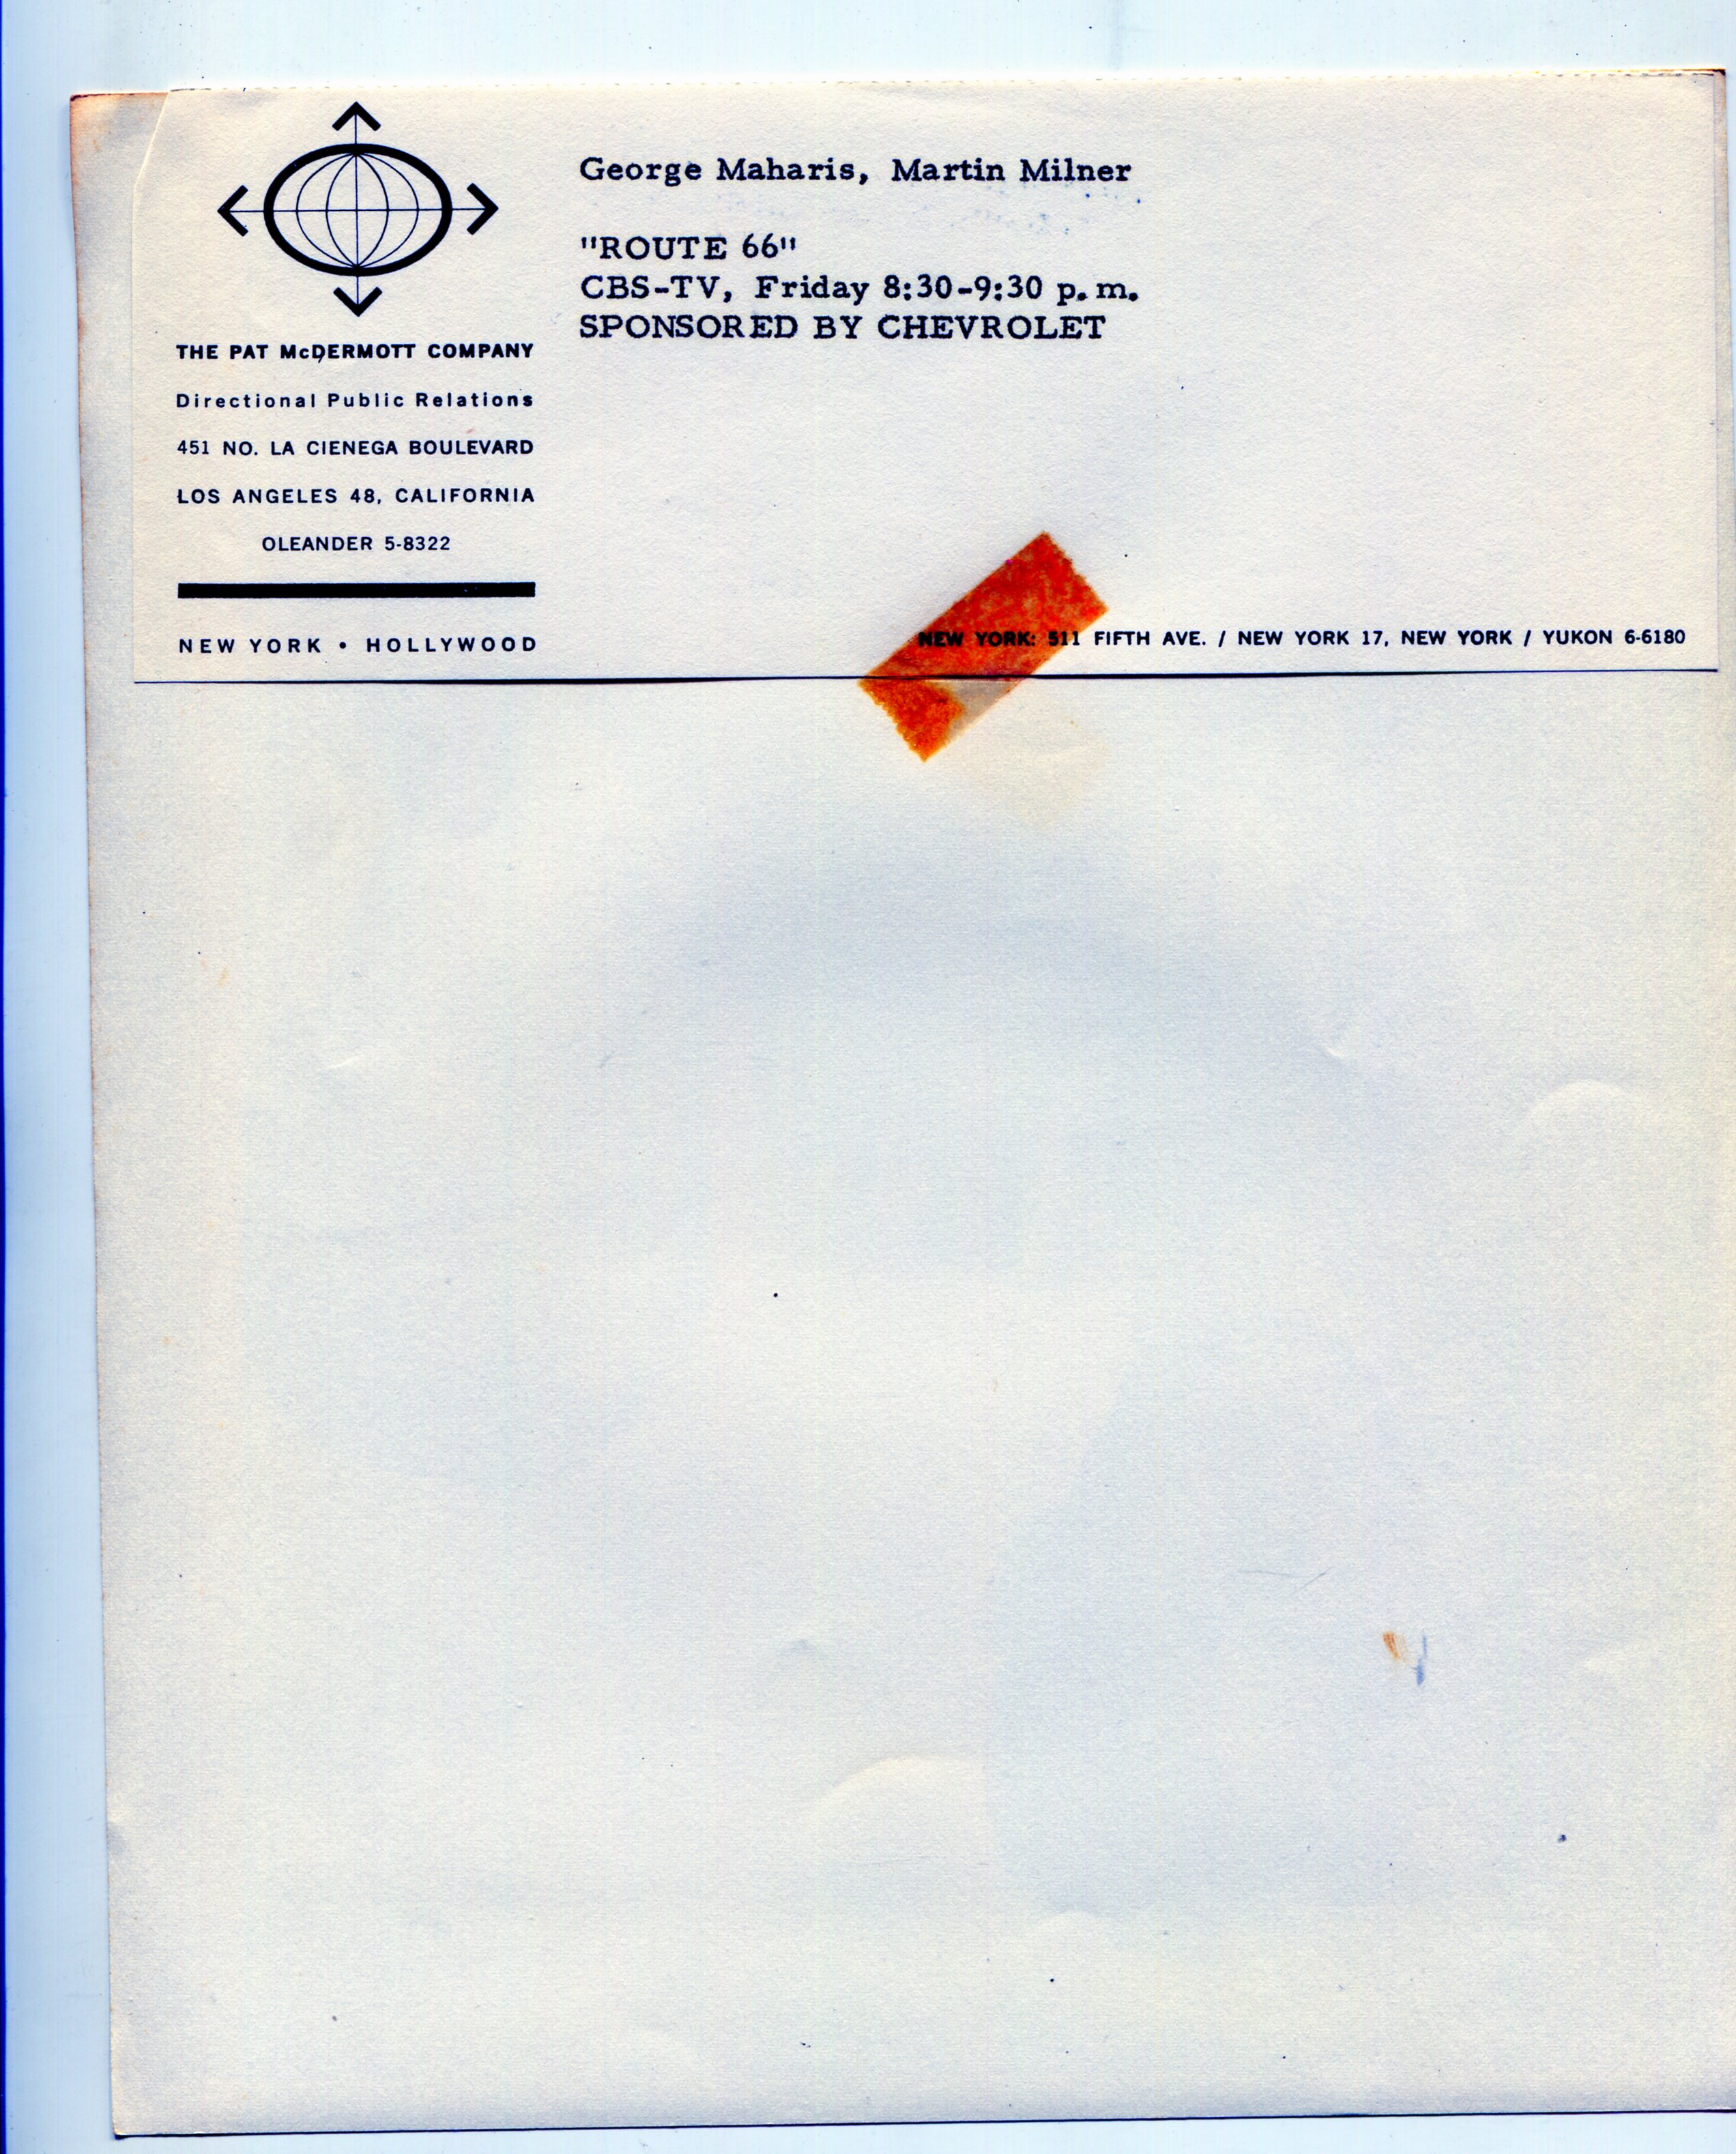 George Maharis, Martin Milner
"ROUTE 66"
CBS-TV, Friday 8:30-9:30 p.m.
SPONSORED BY CHEVROLET
THE PAT McDERMOTT COMPANY
Directional Public Relations
451 NO. LA CIENEGA BOULEVARD
LOS ANGELES 48, CALIFORNIA
OLEANDER 5-8322
NEW YORK • HOLLYWOOD
NEW YORK: 511 FIFTH AVE. / NEW YORK 17, NEW YORK / YUKON 6-6180